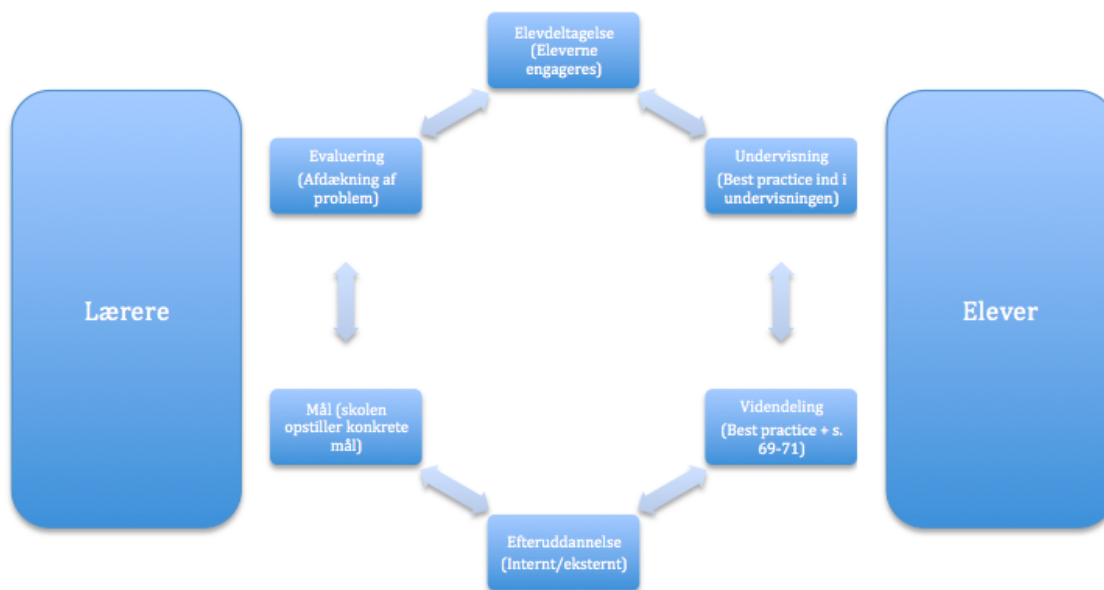 Elevdeltagelse
(Eleverne
engageres)
Evaluering
(Afdækning af
problem)
Undervisning
(Best practice ind i
undervisningen)
Lærere
Elever
Mål (skolen
opstiller konkrete
mål)
Videndeling
(Best practice + s.
69-71)
Efteruddannelse
(Internt/eksternt)